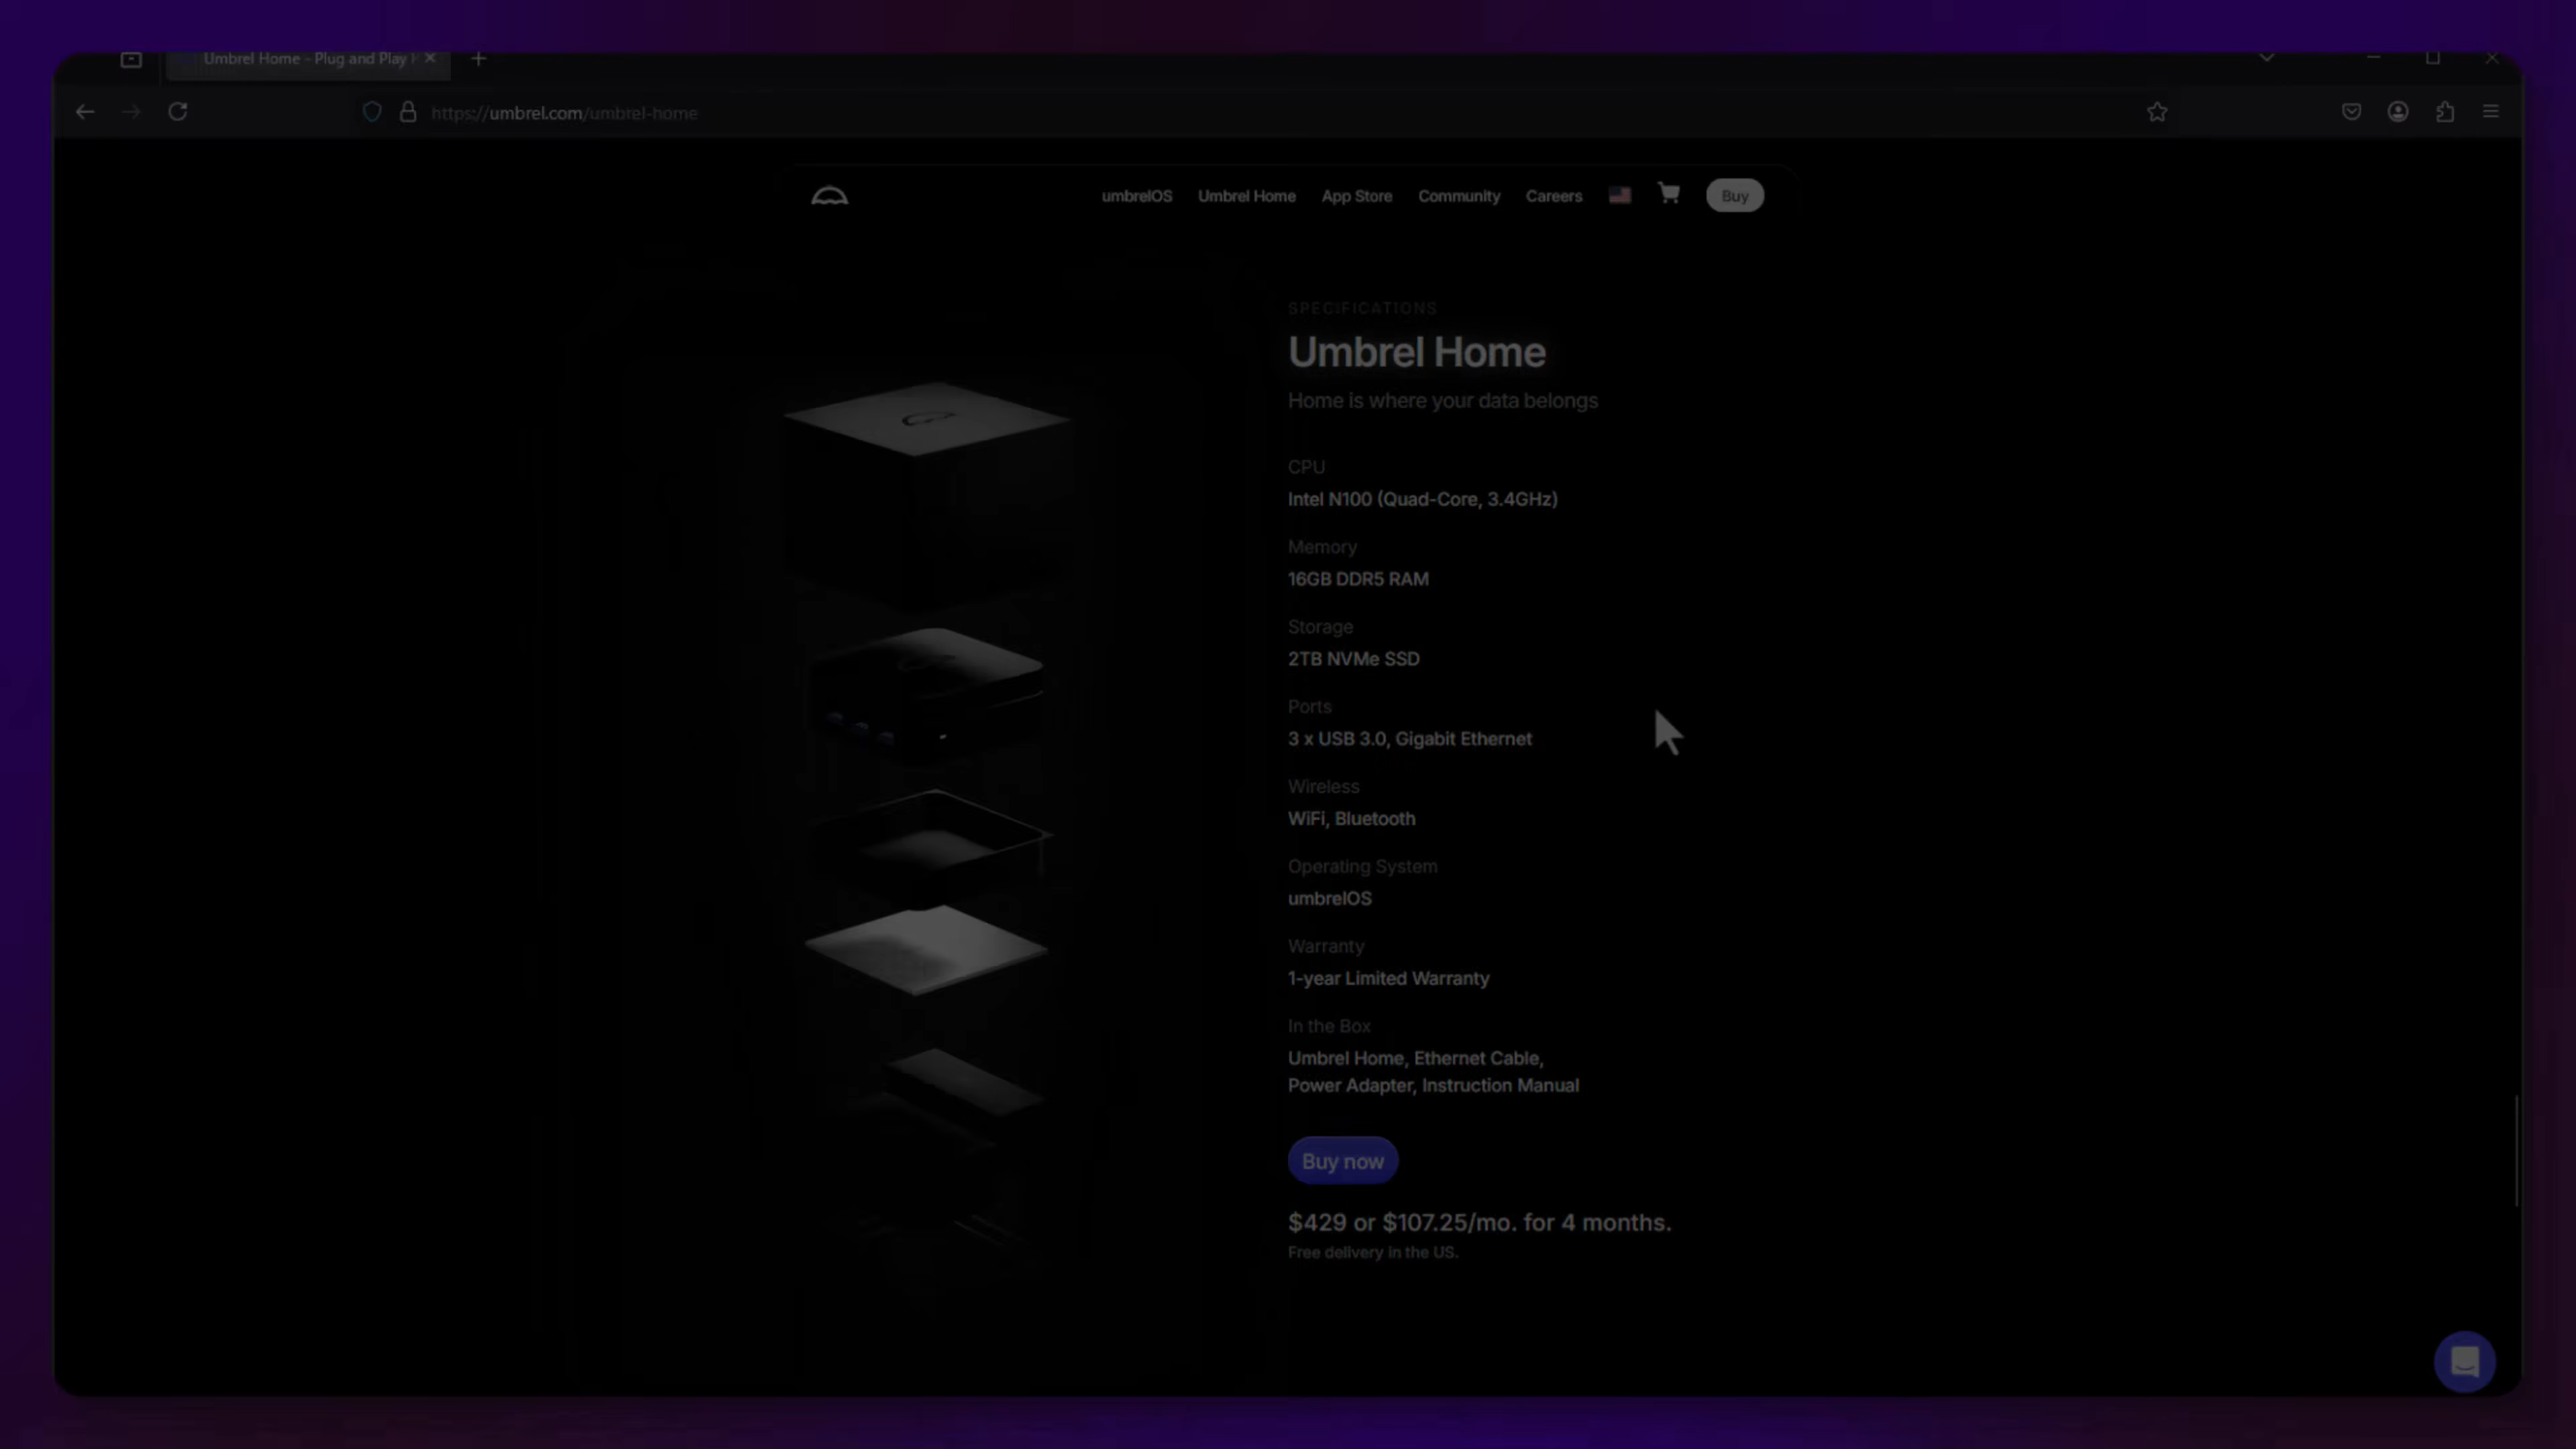 Umbrel Home - Plug and Play
https://umbrel.com/umbrel-home
umbrelOS Umbrel Home App Store Community Careers Buy
SPECIFICATIONS
Umbrel Home
Home is where your data belongs
CPU
Intel N100 (Quad-Core, 3.4GHz)
Memory
16GB DDR5 RAM
Storage
2TB NVMe SSD
Ports
3 x USB 3.0, Gigabit Ethernet
Wireless
WiFi, Bluetooth
Operating System
umbrelOS
Warranty
1-year Limited Warranty
In the Box
Umbrel Home, Ethernet Cable,
Power Adapter, Instruction Manual
Buy now
$429 or $107.25/mo. for 4 months.
Free delivery in the US.